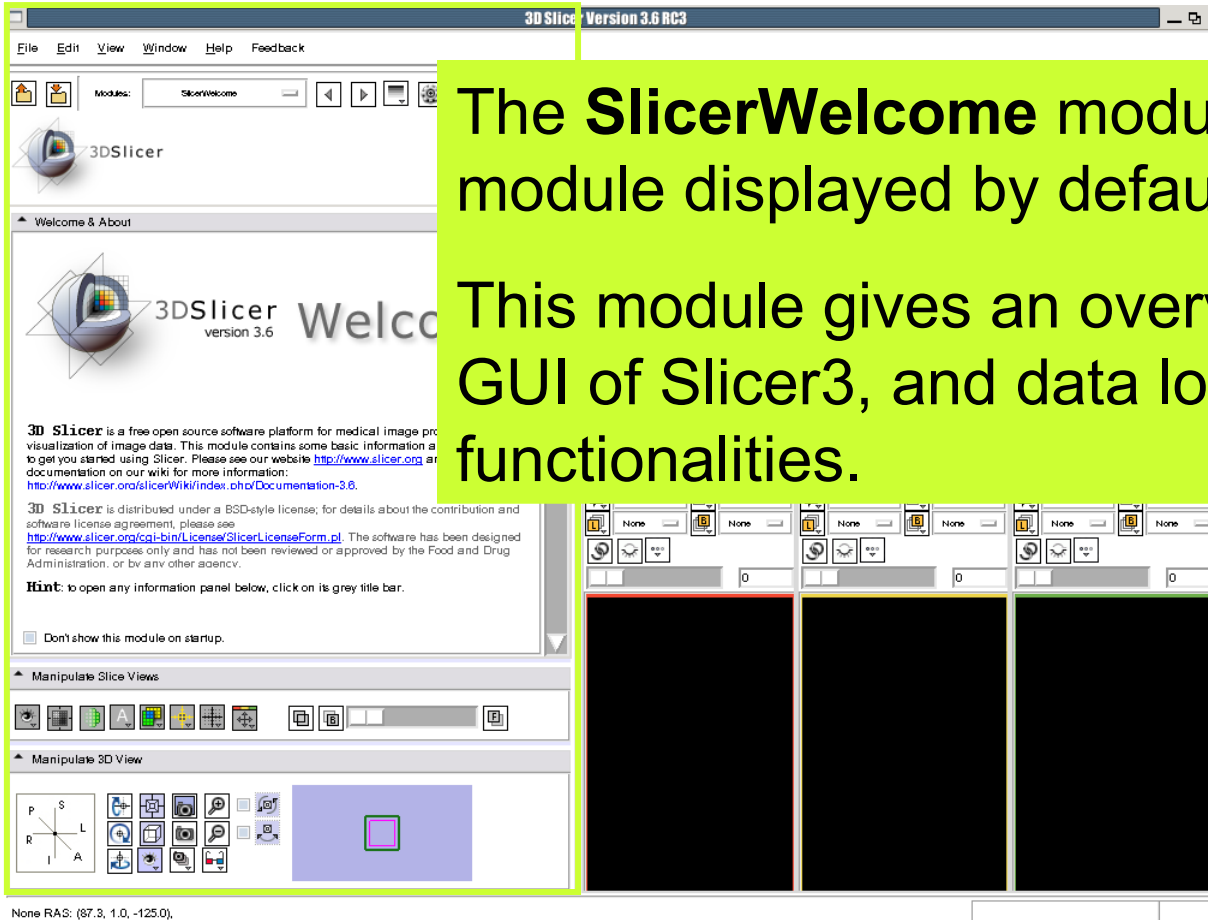 3D Slicer Version 3.6 RC3
File Edit View Window Help Feedback
Modules: SlicerWelcome
3DSlicer
The SlicerWelcome modu
module displayed by defau
This module gives an over
GUI of Slicer3, and data lo
functionalities.
Welcome & About
3DSlicer
version 3.6
Welco
3D Slicer is a free open source software platform for medical image pro
visualization of image data. This module contains some basic information a
to get you started using Slicer. Please see our website http://www.slicer.org an
documentation on our wiki for more information:
http://www.slicer.org/slicerWiki/index.php/Documentation-3.6.
3D Slicer is distributed under a BSD-style license; for details about the contribution and
software license agreement, please see
http://www.slicer.org/cgi-bin/License/SlicerLicenseForm.pl. The software has been designed
for research purposes only and has not been reviewed or approved by the Food and Drug
Administration, or by any other agency.
Hint: to open any information panel below, click on its grey title bar.
Don't show this module on startup.
L None B None L None B None L None B None
0 0 0
Manipulate Slice Views
A B F
Manipulate 3D View
P S
R L
I A
None RAS: (87.3, 1.0, -125.0),